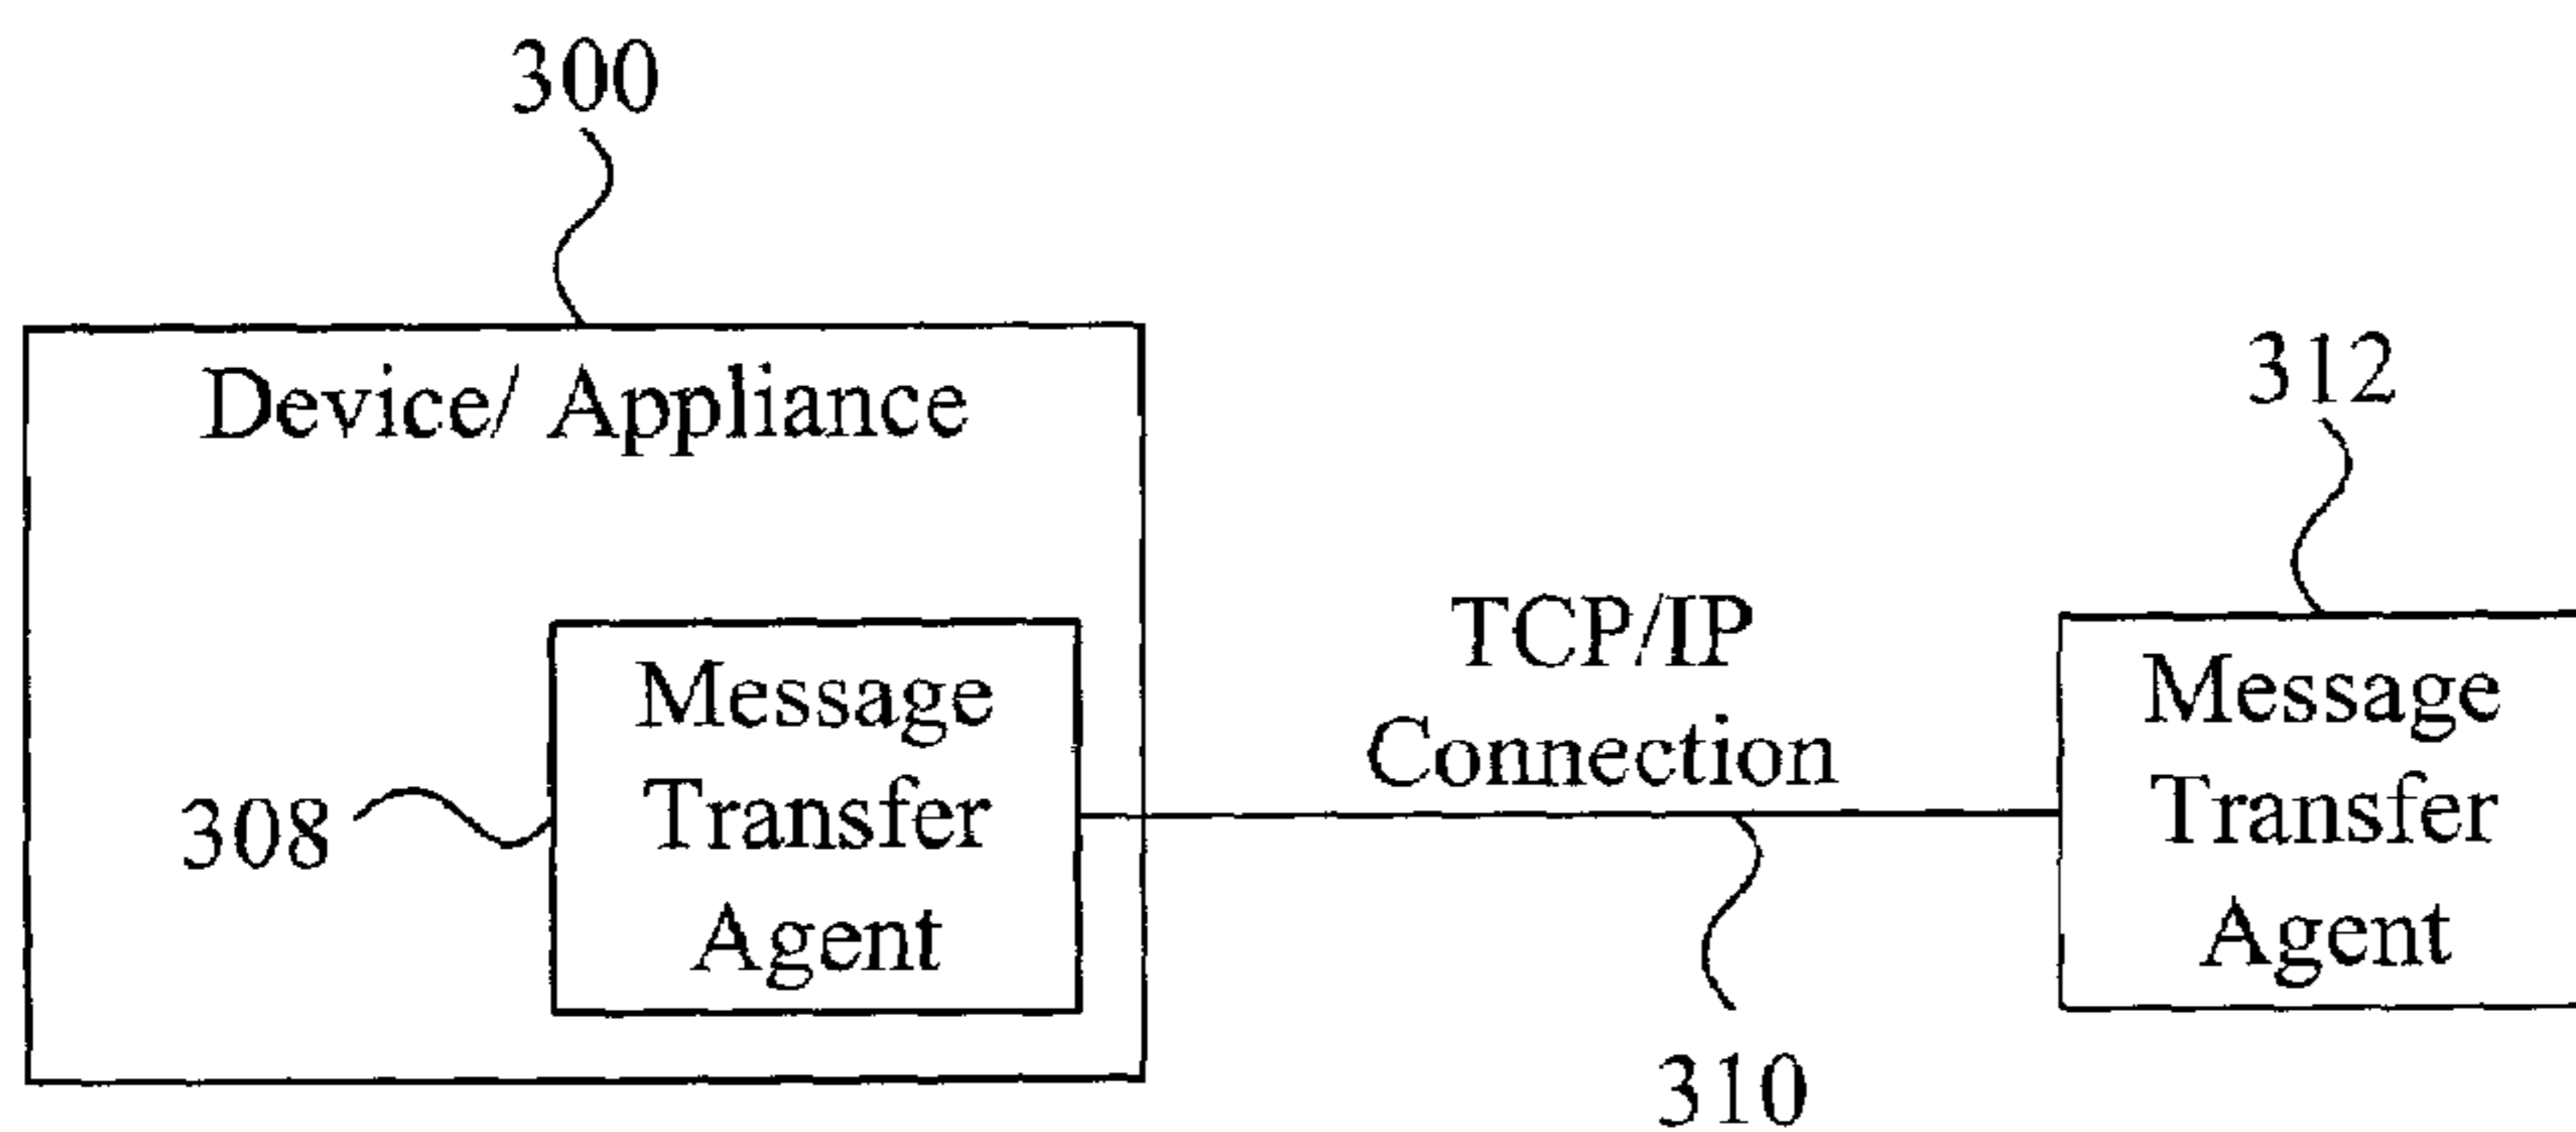 300
Device/ Appliance
312
TCP/IP
Connection
Message
Transfer
Agent
308
Message
Transfer
Agent
310